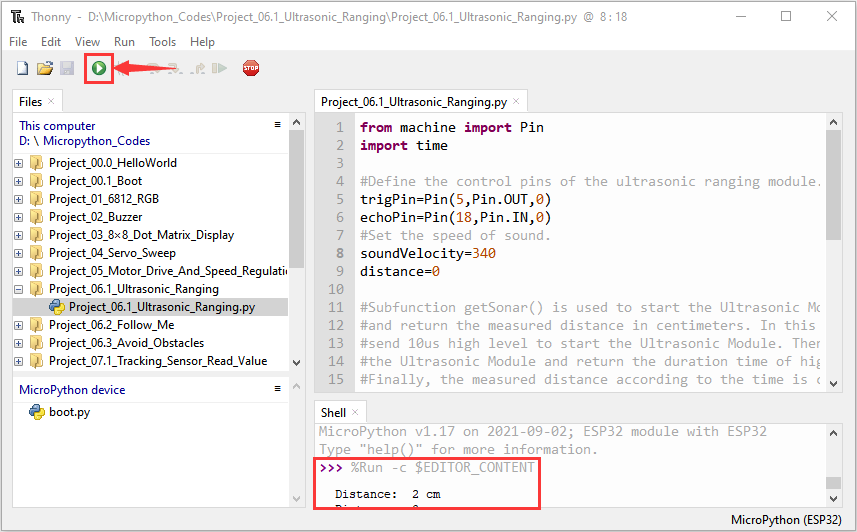 Thonny - D:\Micropython_Codes\Project_06.1_Ultrasonic_Ranging\Project_06.1_Ultrasonic_Ranging.py @ 8 : 18
File Edit View Run Tools Help
STOP
Files
This computer
D: \ Micropython_Codes
Project_00.0_HelloWorld
Project_00.1_Boot
Project_01_6812_RGB
Project_02_Buzzer
Project_03_8×8_Dot_Matrix_Display
Project_04_Servo_Sweep
Project_05_Motor_Drive_And_Speed_Regulatio
Project_06.1_Ultrasonic_Ranging
Project_06.1_Ultrasonic_Ranging.py
Project_06.2_Follow_Me
Project_06.3_Avoid_Obstacles
Project_07.1_Tracking_Sensor_Read_Value
MicroPython device
boot.py
Project_06.1_Ultrasonic_Ranging.py
1 from machine import Pin
2 import time
3
4 #Define the control pins of the ultrasonic ranging module.
5 trigPin=Pin(5,Pin.OUT,0)
6 echoPin=Pin(18,Pin.IN,0)
7 #Set the speed of sound.
8 soundVelocity=340
9 distance=0
10
11 #Subfunction getSonar() is used to start the Ultrasonic Mo
12 #and return the measured distance in centimeters. In this
13 #send 10us high level to start the Ultrasonic Module. Then
14 #the Ultrasonic Module and return the duration time of hig
15 #Finally, the measured distance according to the time is c
Shell
MicroPython v1.17 on 2021-09-02; ESP32 module with ESP32
Type "help()" for more information.
>>> %Run -c $EDITOR_CONTENT
Distance: 2 cm
MicroPython (ESP32)